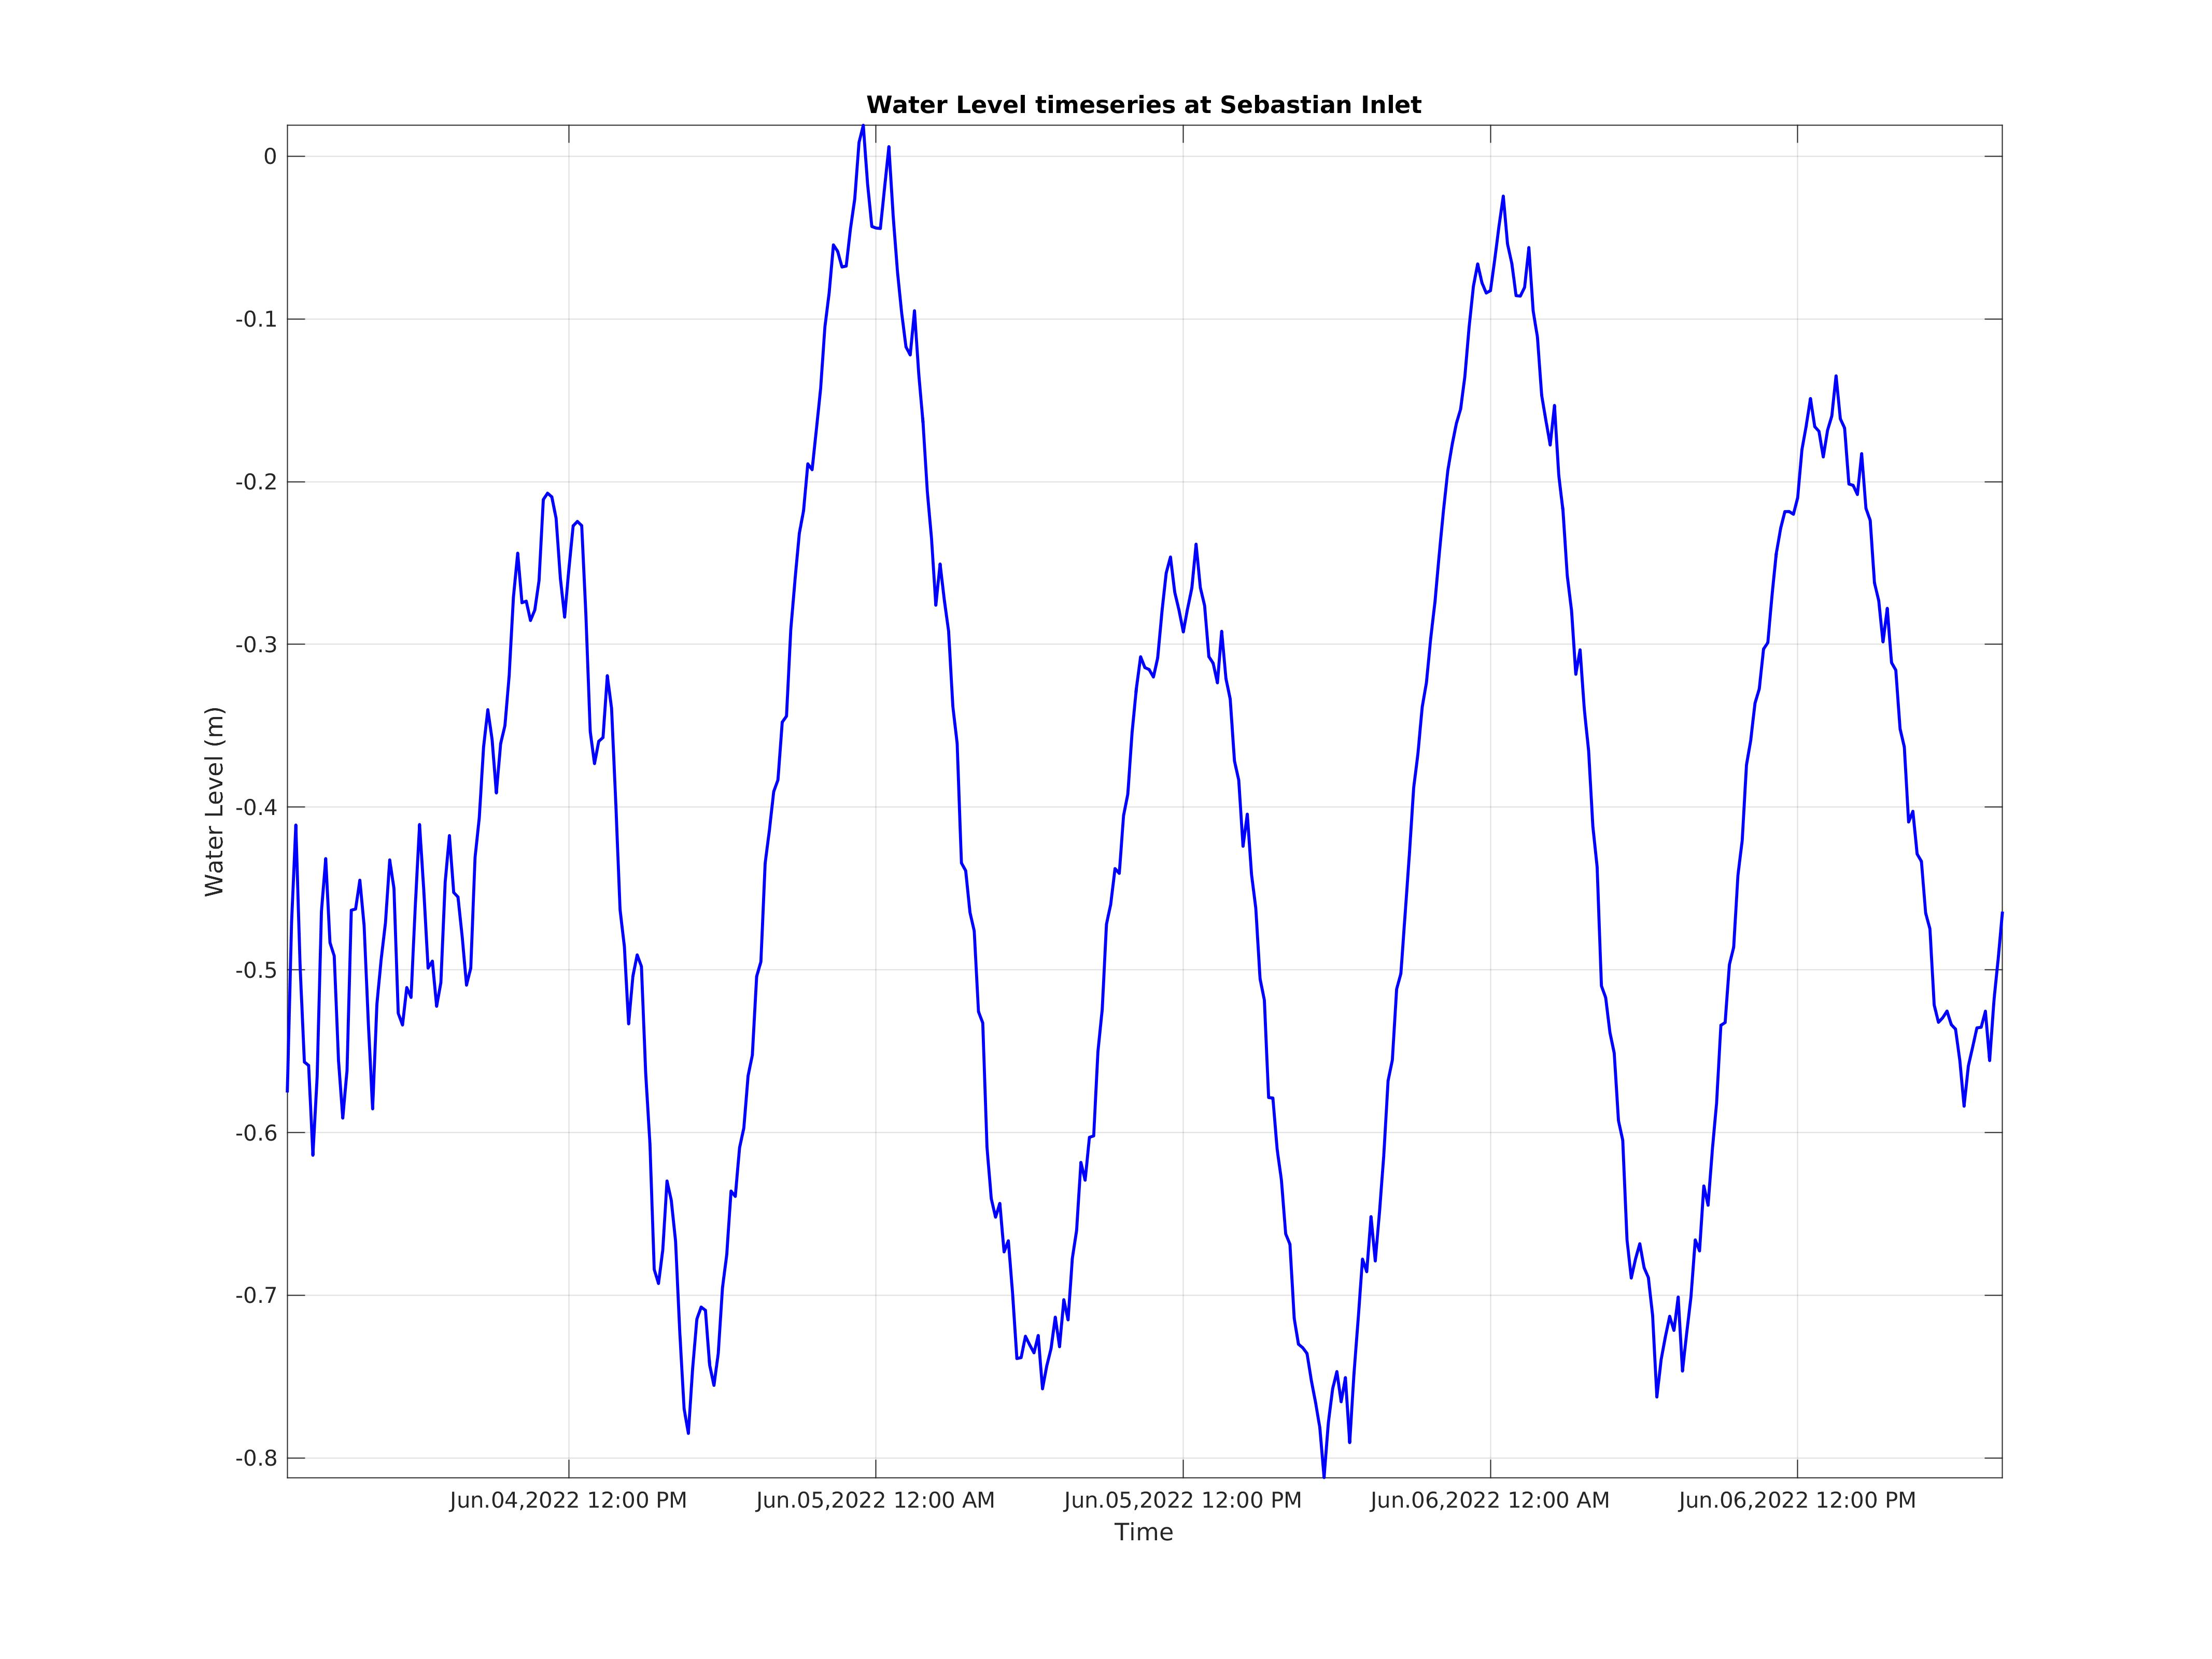 Water Level timeseries at Sebastian Inlet
0
-0.1
-0.2
-0.3
-0.4
-0.5
-0.6
-0.7
-0.8
Water Level (m)
Jun.04,2022 12:00 PM
Jun.05,2022 12:00 AM
Jun.05,2022 12:00 PM
Jun.06,2022 12:00 AM
Jun.06,2022 12:00 PM
Time